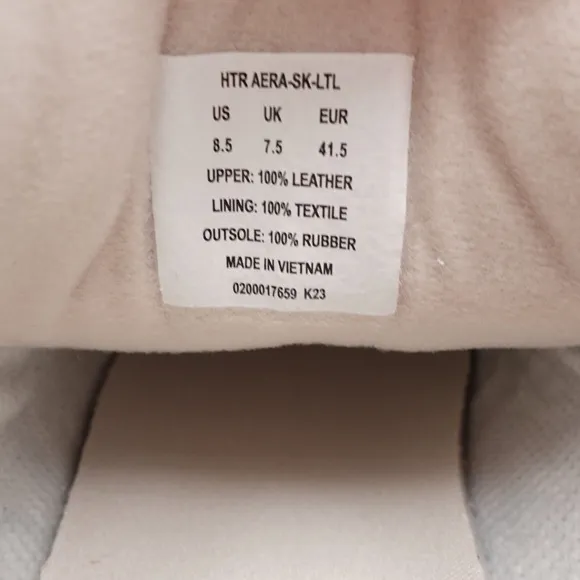 HTR AERA-SK-LTL
US UK EUR
8.5 7.5 41.5
UPPER: 100% LEATHER
LINING: 100% TEXTILE
OUTSOLE: 100% RUBBER
MADE IN VIETNAM
0200017659 K23